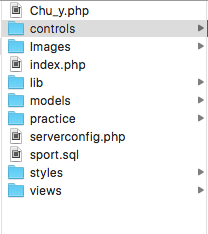 Chu_y.php
controls
Images
index.php
lib
models
practice
serverconfig.php
sport.sql
styles
views